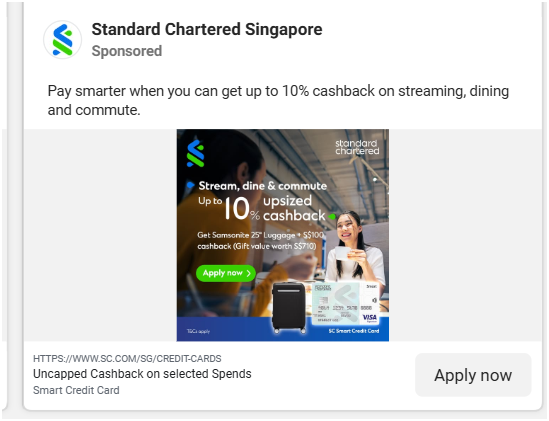 Standard Chartered Singapore
Sponsored
Pay smarter when you can get up to 10% cashback on streaming, dining
and commute.
standard
chartered
Stream, dine & commute
Up to 10% upsized
cashback
Get Samsonite 25" Luggage + S$100
cashback (Gift value worth S$710)
Apply now >
Smart
VISA
T&Cs apply
SC Smart Credit Card
HTTPS://WWW.SC.COM/SG/CREDIT-CARDS
Uncapped Cashback on selected Spends
Smart Credit Card
Apply now